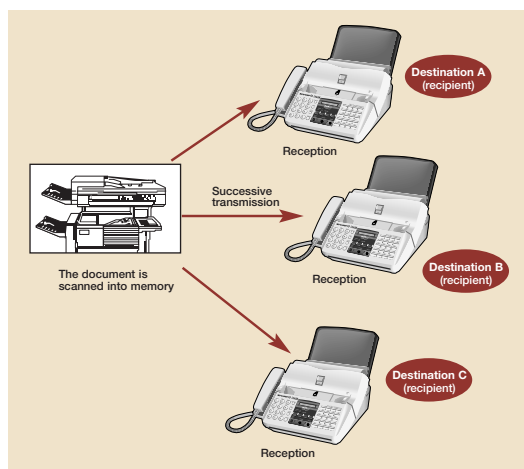 Destination A
(recipient)
Reception
Successive
transmission
Destination B
(recipient)
Reception
The document is
scanned into memory
Destination C
(recipient)
Reception